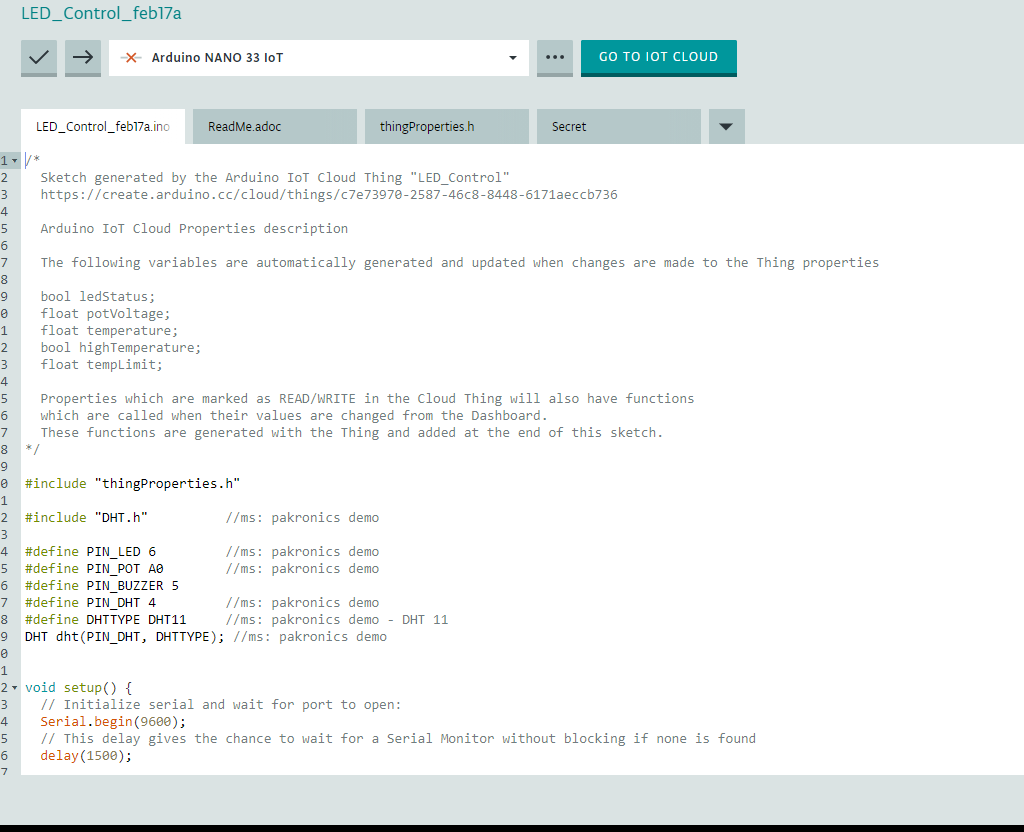 LED_Control_feb17a
Arduino NANO 33 IoT
GO TO IOT CLOUD
LED_Control_feb17a.ino
ReadMe.adoc
thingProperties.h
Secret
1 /*
2 Sketch generated by the Arduino IoT Cloud Thing "LED_Control"
3 https://create.arduino.cc/cloud/things/c7e73970-2587-46c8-8448-6171aeccb736
4
5 Arduino IoT Cloud Properties description
6
7 The following variables are automatically generated and updated when changes are made to the Thing properties
8
9 bool ledStatus;
0 float potVoltage;
1 float temperature;
2 bool highTemperature;
3 float tempLimit;
4
5 Properties which are marked as READ/WRITE in the Cloud Thing will also have functions
6 which are called when their values are changed from the Dashboard.
7 These functions are generated with the Thing and added at the end of this sketch.
8 */
9
0 #include "thingProperties.h"
1
2 #include "DHT.h" //ms: pakronics demo
3
4 #define PIN_LED 6 //ms: pakronics demo
5 #define PIN_POT A0 //ms: pakronics demo
6 #define PIN_BUZZER 5
7 #define PIN_DHT 4 //ms: pakronics demo
8 #define DHTTYPE DHT11 //ms: pakronics demo - DHT 11
9 DHT dht(PIN_DHT, DHTTYPE); //ms: pakronics demo
0
1
2 void setup() {
3 // Initialize serial and wait for port to open:
4 Serial.begin(9600);
5 // This delay gives the chance to wait for a Serial Monitor without blocking if none is found
6 delay(1500);
7